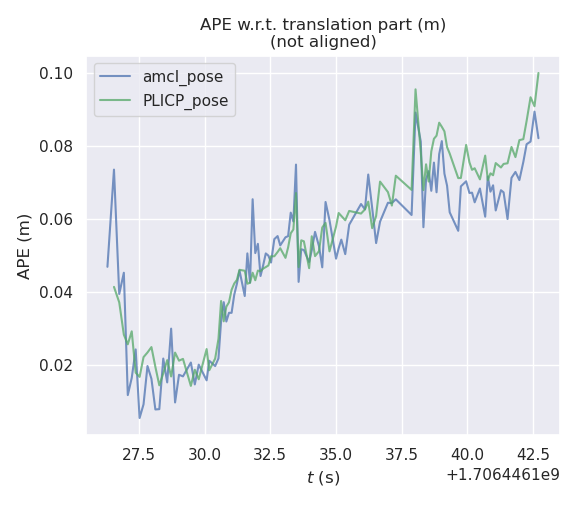 APE w.r.t. translation part (m)
(not aligned)
amcl_pose
PLICP_pose
APE (m)
0.10
0.08
0.06
0.04
0.02
27.5 30.0 32.5 35.0 37.5 40.0 42.5
t (s)
+1.7064461e9